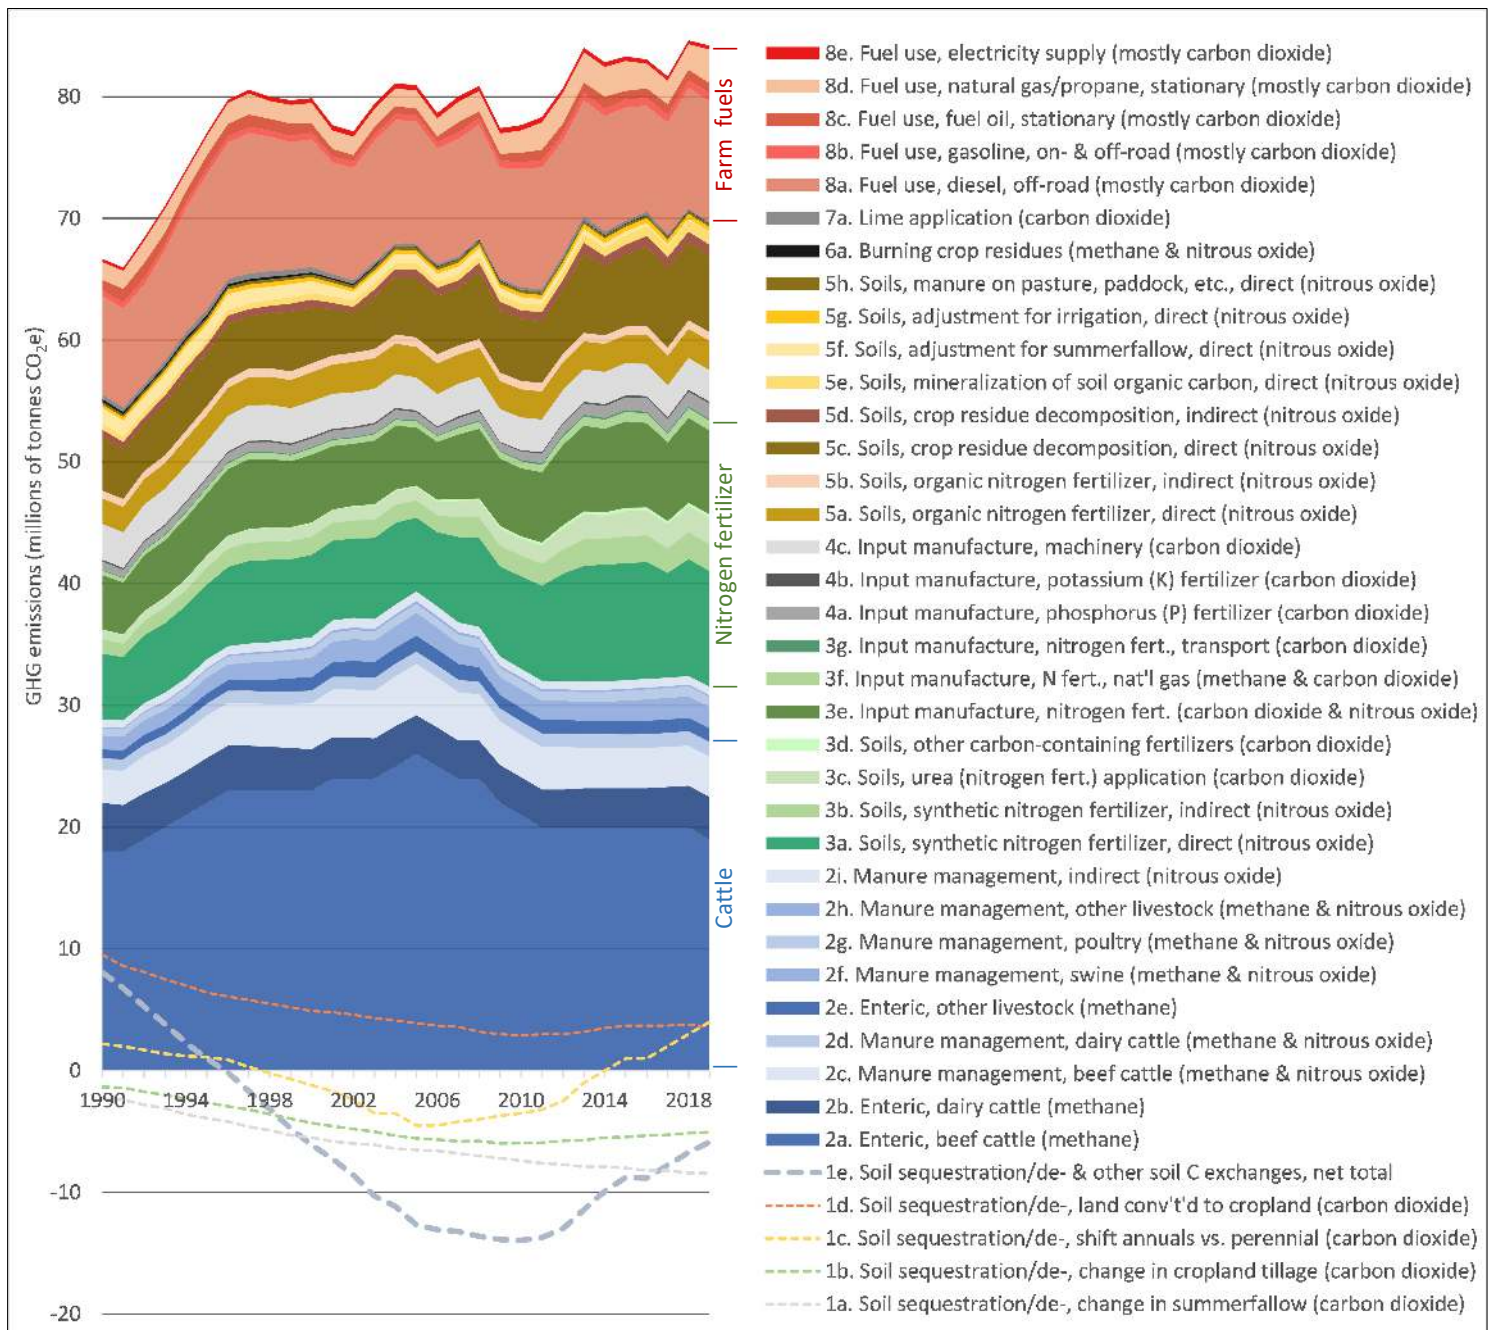 GHG emissions (millions of tonnes CO₂e)
80
70
60
50
40
30
20
10
0
-10
-20
1990
1994
1998
2002
2006
2010
2014
2018
Farm fuels
Nitrogen fertilizer
Cattle
8e. Fuel use, electricity supply (mostly carbon dioxide)
8d. Fuel use, natural gas/propane, stationary (mostly carbon dioxide)
8c. Fuel use, fuel oil, stationary (mostly carbon dioxide)
8b. Fuel use, gasoline, on- & off-road (mostly carbon dioxide)
8a. Fuel use, diesel, off-road (mostly carbon dioxide)
7a. Lime application (carbon dioxide)
6a. Burning crop residues (methane & nitrous oxide)
5h. Soils, manure on pasture, paddock, etc., direct (nitrous oxide)
5g. Soils, adjustment for irrigation, direct (nitrous oxide)
5f. Soils, adjustment for summerfallow, direct (nitrous oxide)
5e. Soils, mineralization of soil organic carbon, direct (nitrous oxide)
5d. Soils, crop residue decomposition, indirect (nitrous oxide)
5c. Soils, crop residue decomposition, direct (nitrous oxide)
5b. Soils, organic nitrogen fertilizer, indirect (nitrous oxide)
5a. Soils, organic nitrogen fertilizer, direct (nitrous oxide)
4c. Input manufacture, machinery (carbon dioxide)
4b. Input manufacture, potassium (K) fertilizer (carbon dioxide)
4a. Input manufacture, phosphorus (P) fertilizer (carbon dioxide)
3g. Input manufacture, nitrogen fert., transport (carbon dioxide)
3f. Input manufacture, N fert., nat'l gas (methane & carbon dioxide)
3e. Input manufacture, nitrogen fert. (carbon dioxide & nitrous oxide)
3d. Soils, other carbon-containing fertilizers (carbon dioxide)
3c. Soils, urea (nitrogen fert.) application (carbon dioxide)
3b. Soils, synthetic nitrogen fertilizer, indirect (nitrous oxide)
3a. Soils, synthetic nitrogen fertilizer, direct (nitrous oxide)
2i. Manure management, indirect (nitrous oxide)
2h. Manure management, other livestock (methane & nitrous oxide)
2g. Manure management, poultry (methane & nitrous oxide)
2f. Manure management, swine (methane & nitrous oxide)
2e. Enteric, other livestock (methane)
2d. Manure management, dairy cattle (methane & nitrous oxide)
2c. Manure management, beef cattle (methane & nitrous oxide)
2b. Enteric, dairy cattle (methane)
2a. Enteric, beef cattle (methane)
1e. Soil sequestration/de- & other soil C exchanges, net total
1d. Soil sequestration/de-, land conv't'd to cropland (carbon dioxide)
1c. Soil sequestration/de-, shift annuals vs. perennial (carbon dioxide)
1b. Soil sequestration/de-, change in cropland tillage (carbon dioxide)
1a. Soil sequestration/de-, change in summerfallow (carbon dioxide)